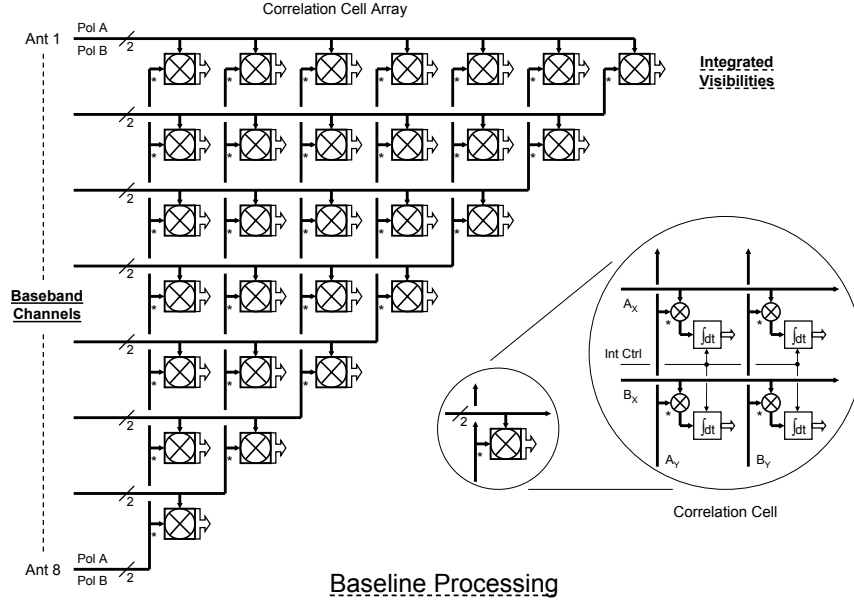 Correlation Cell Array
Ant 1
Pol A
Pol B
2
Integrated
Visibilities
*
*
*
*
*
*
*
2
*
*
*
*
*
*
2
*
*
*
*
*
2
*
*
*
*
Baseband
Channels
2
*
*
*
2
*
*
2
*
Ant 8
Pol A
Pol B
2
2
*
A_X
*
*
∫dt
∫dt
Int Ctrl
B_X
*
*
∫dt
∫dt
A_Y
B_Y
Correlation Cell
Baseline Processing